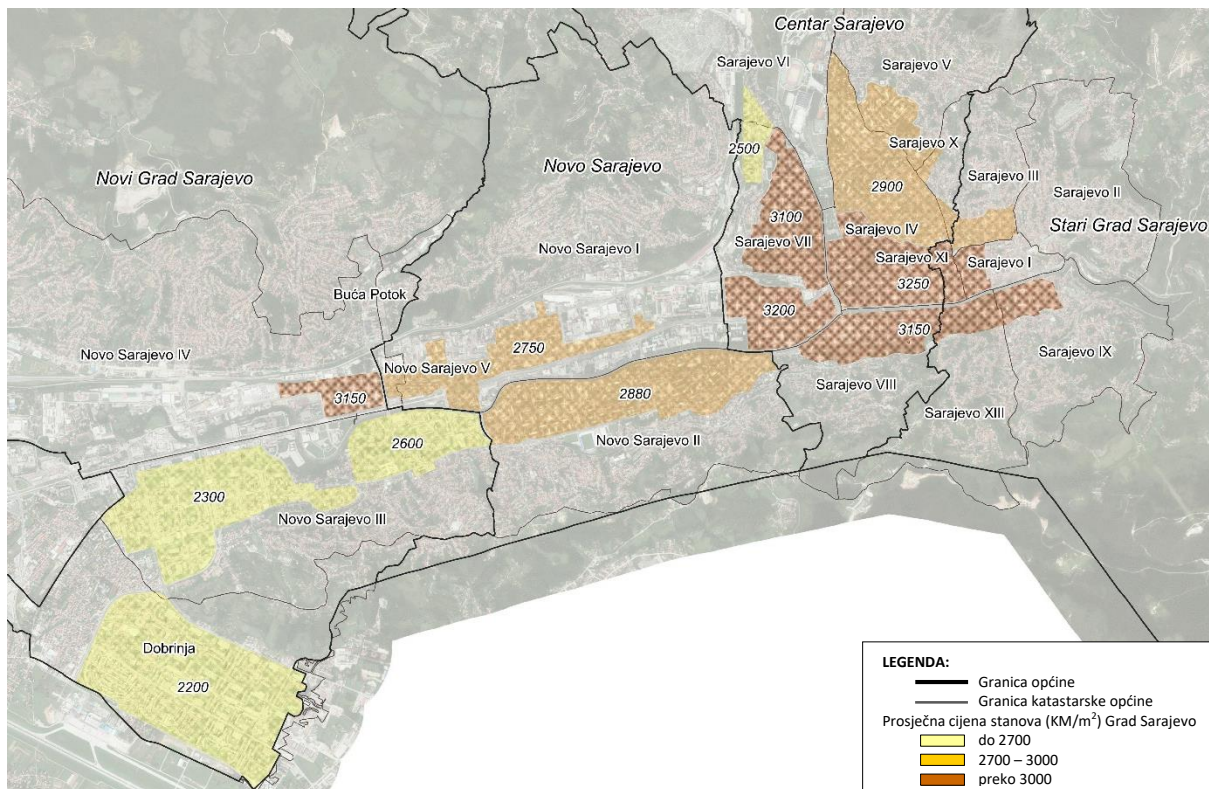 Centar Sarajevo
Sarajevo VI
Sarajevo V
2500
Sarajevo X
Novo Sarajevo
Novi Grad Sarajevo
Sarajevo III
2900
Sarajevo II
3100
Stari Grad Sarajevo
Sarajevo IV
Novo Sarajevo I
Sarajevo VII
Sarajevo XI
Sarajevo I
3250
Buća Potok
3200
3150
2750
Novo Sarajevo IV
Sarajevo IX
Novo Sarajevo V
Sarajevo VIII
3150
2880
Sarajevo XIII
2600
Novo Sarajevo II
2300
Novo Sarajevo III
Dobrinja
2200
LEGENDA:
Granica općine
Granica katastarske općine
Prosječna cijena stanova (KM/m²) Grad Sarajevo
do 2700
2700 – 3000
preko 3000